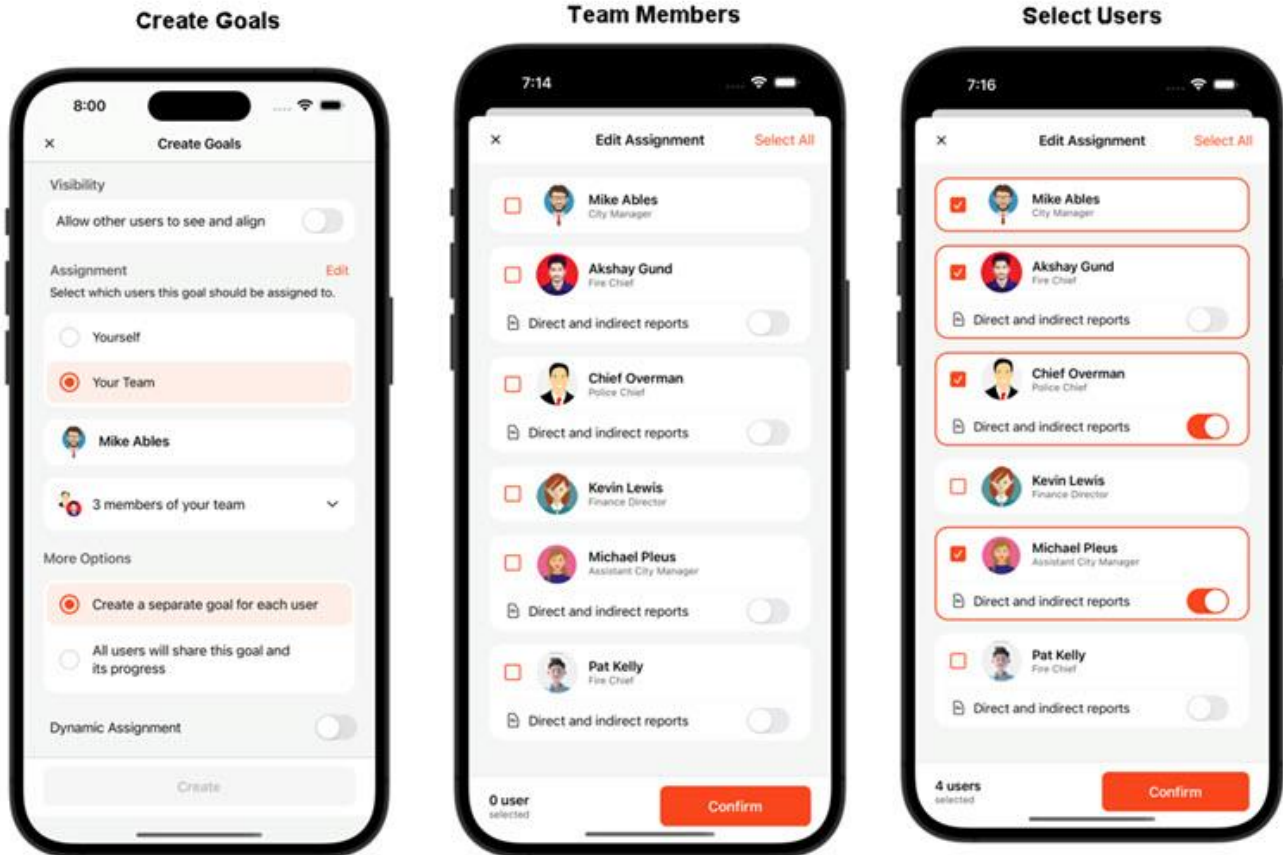 Create Goals
8:00
Create Goals
Visibility
Allow other users to see and align
Assignment
Edit
Select which users this goal should be assigned to.
Yourself
Your Team
Mike Ables
3 members of your team
More Options
Create a separate goal for each user
All users will share this goal and
its progress
Dynamic Assignment
Create
Team Members
7:14
Edit Assignment
Select All
Mike Ables
City Manager
Akshay Gund
Fire Chief
Direct and indirect reports
Chief Overman
Police Chief
Direct and indirect reports
Kevin Lewis
Finance Director
Michael Pleus
Assistant City Manager
Direct and indirect reports
Pat Kelly
Fire Chief
Direct and indirect reports
0 user
selected
Confirm
Select Users
7:16
Edit Assignment
Select All
Mike Ables
City Manager
Akshay Gund
Fire Chief
Direct and indirect reports
Chief Overman
Police Chief
Direct and indirect reports
Kevin Lewis
Finance Director
Michael Pleus
Assistant City Manager
Direct and indirect reports
Pat Kelly
Fire Chief
Direct and indirect reports
4 users
selected
Confirm